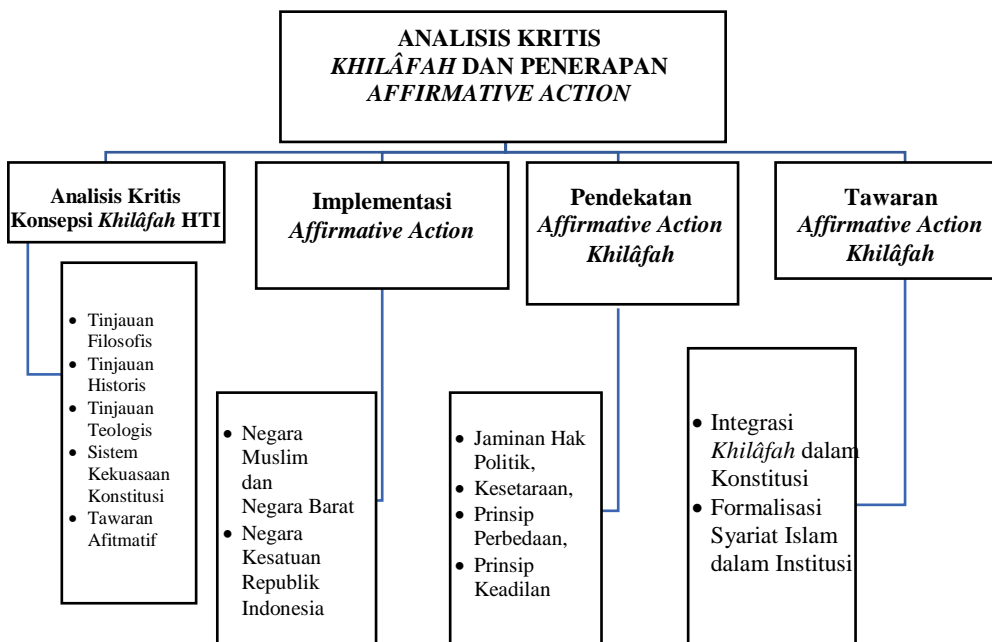 ANALISIS KRITIS
KHILÂFAH DAN PENERAPAN
AFFIRMATIVE ACTION
Analisis Kritis
Konsepsi Khilâfah HTI
• Tinjauan
Filosofis
• Tinjauan
Historis
• Tinjauan
Teologis
• Sistem
Kekuasaan
Konstitusi
• Tawaran
Afitmatif
Implementasi
Affirmative Action
• Negara
Muslim
dan
Negara Barat
• Negara
Kesatuan
Republik
Indonesia
Pendekatan
Affirmative Action
Khilâfah
• Jaminan Hak
Politik,
• Kesetaraan,
• Prinsip
Perbedaan,
• Prinsip
Keadilan
Tawaran
Affirmative Action
Khilâfah
• Integrasi
Khilâfah dalam
Konstitusi
• Formalisasi
Syariat Islam
dalam Institusi